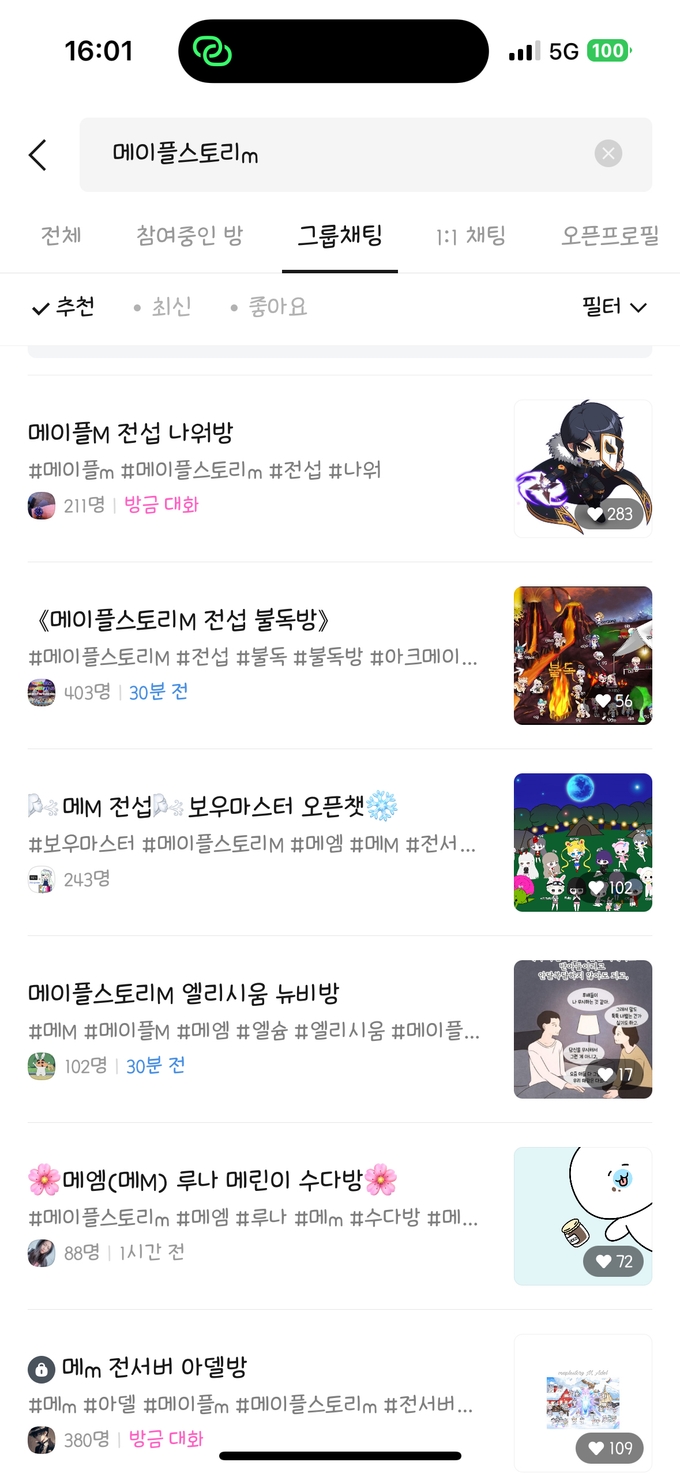 16:01
5G 100
메이플스토리m
전체 참여중인 방 그룹채팅 1:1 채팅 오픈프로필
추천 최신 좋아요 필터
메이플M 전섭 나워방
#메이플m #메이플스토리m #전섭 #나워
211명 방금 대화
283
《메이플스토리M 전섭 불독방》
#메이플스토리M #전섭 #불독 #불독방 #아크메이...
403명 30분 전
불독
56
메M 전섭 보우마스터 오픈챗
#보우마스터 #메이플스토리M #메엠 #메M #전서...
243명
102
메이플스토리M 엘리시움 뉴비방
#메M #메이플M #메엠 #엘슘 #엘리시움 #메이플...
102명 30분 전
17
메엠(메M) 루나 메린이 수다방
#메이플스토리m #메엠 #루나 #메m #수다방 #메...
88명 1시간 전
72
메m 전서버 아델방
#메m #아델 #메이플m #메이플스토리m #전서버...
380명 방금 대화
109